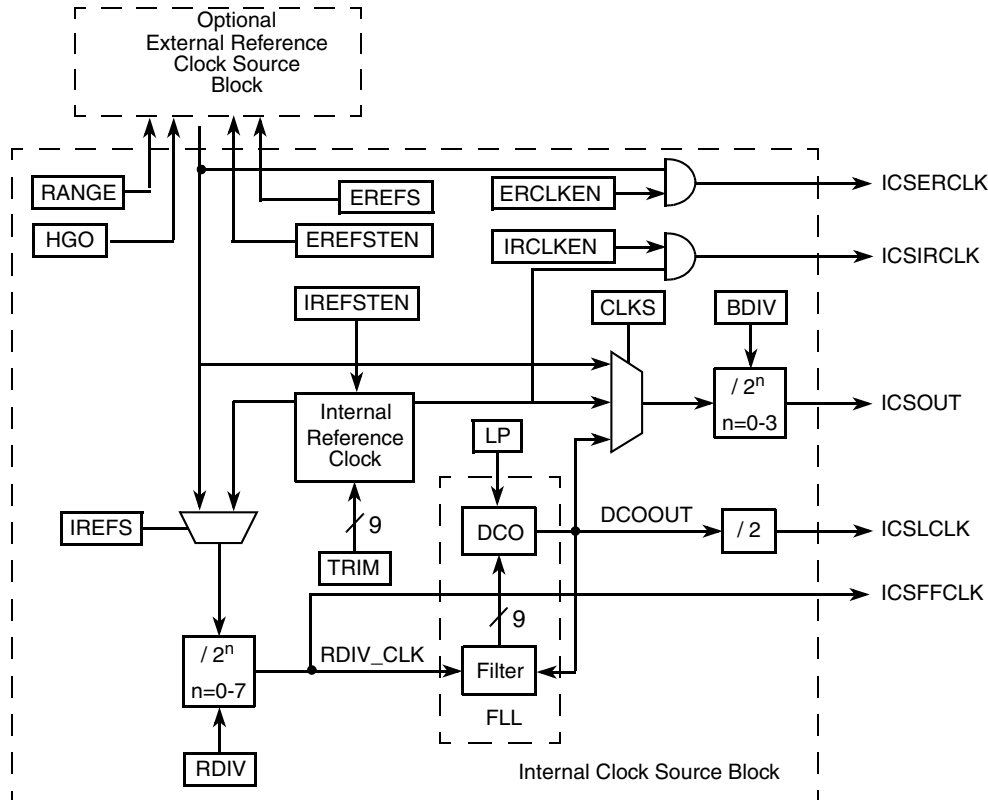 Optional
External Reference
Clock Source
Block
RANGE
HGO
EREFS
EREFSTEN
ERCLKEN
IRCLKEN
ICSERCLK
ICSIRCLK
IREFSTEN
CLKS
BDIV
Internal
Reference
Clock
/ 2ⁿ
n=0-3
ICSOUT
LP
IREFS
9
TRIM
DCO
DCOOUT
/ 2
ICSLCLK
ICSFFCLK
9
/ 2ⁿ
n=0-7
RDIV_CLK
Filter
FLL
RDIV
Internal Clock Source Block